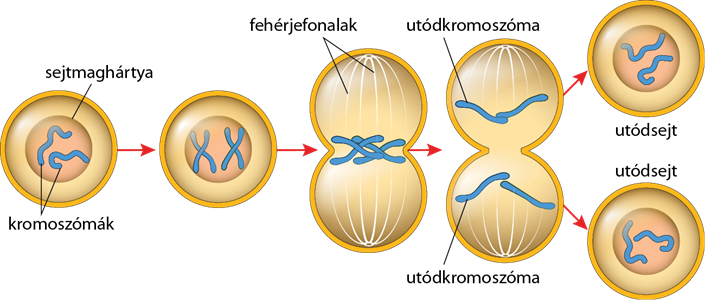 sejtmaghártya
kromoszómák
fehérjefonalak
utódkromoszóma
utódkromoszóma
utódsejt
utódsejt